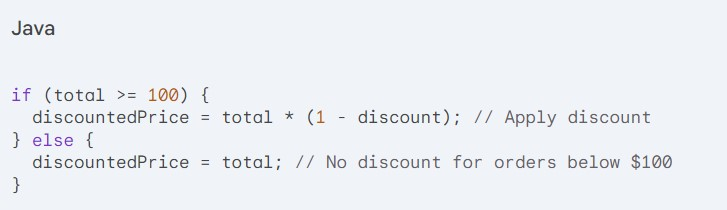 Java
if (total >= 100) {
  discountedPrice = total * (1 - discount); // Apply discount
} else {
  discountedPrice = total; // No discount for orders below $100
}